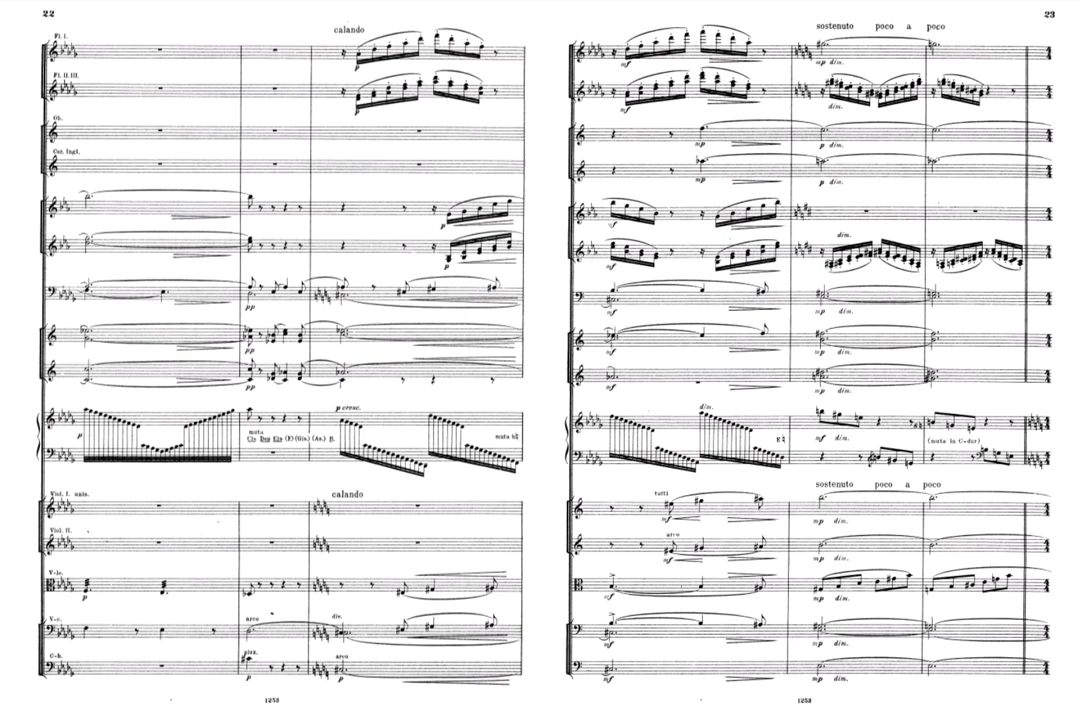 22
calando
Fl. I.
p
Fl. II. III.
p
Ob.
Cor. Ingl.
p
p
pp
pp
pp
p
muta
p cresc.
Cis Des Eis (F) (Gis) (As) B.
muta
Viol. I. unis.
calando
Viol. II.
V-le.
p
V-c.
arco
div.
C-b.
pizz.
arco
p
p
1253
23
sostenuto poco a poco
mf
mp dim.
mf
dim.
mp
p dim.
mp
p dim.
mf
dim.
mf
mf
mp dim.
mf
mp dim.
mf
mp dim.
dim.
mf dim.
(muta in C-dur)
sostenuto poco a poco
tutti
mf
mp dim.
arco
mf
mp dim.
mf
mp dim.
mf
mp dim.
mf
mp dim.
1253